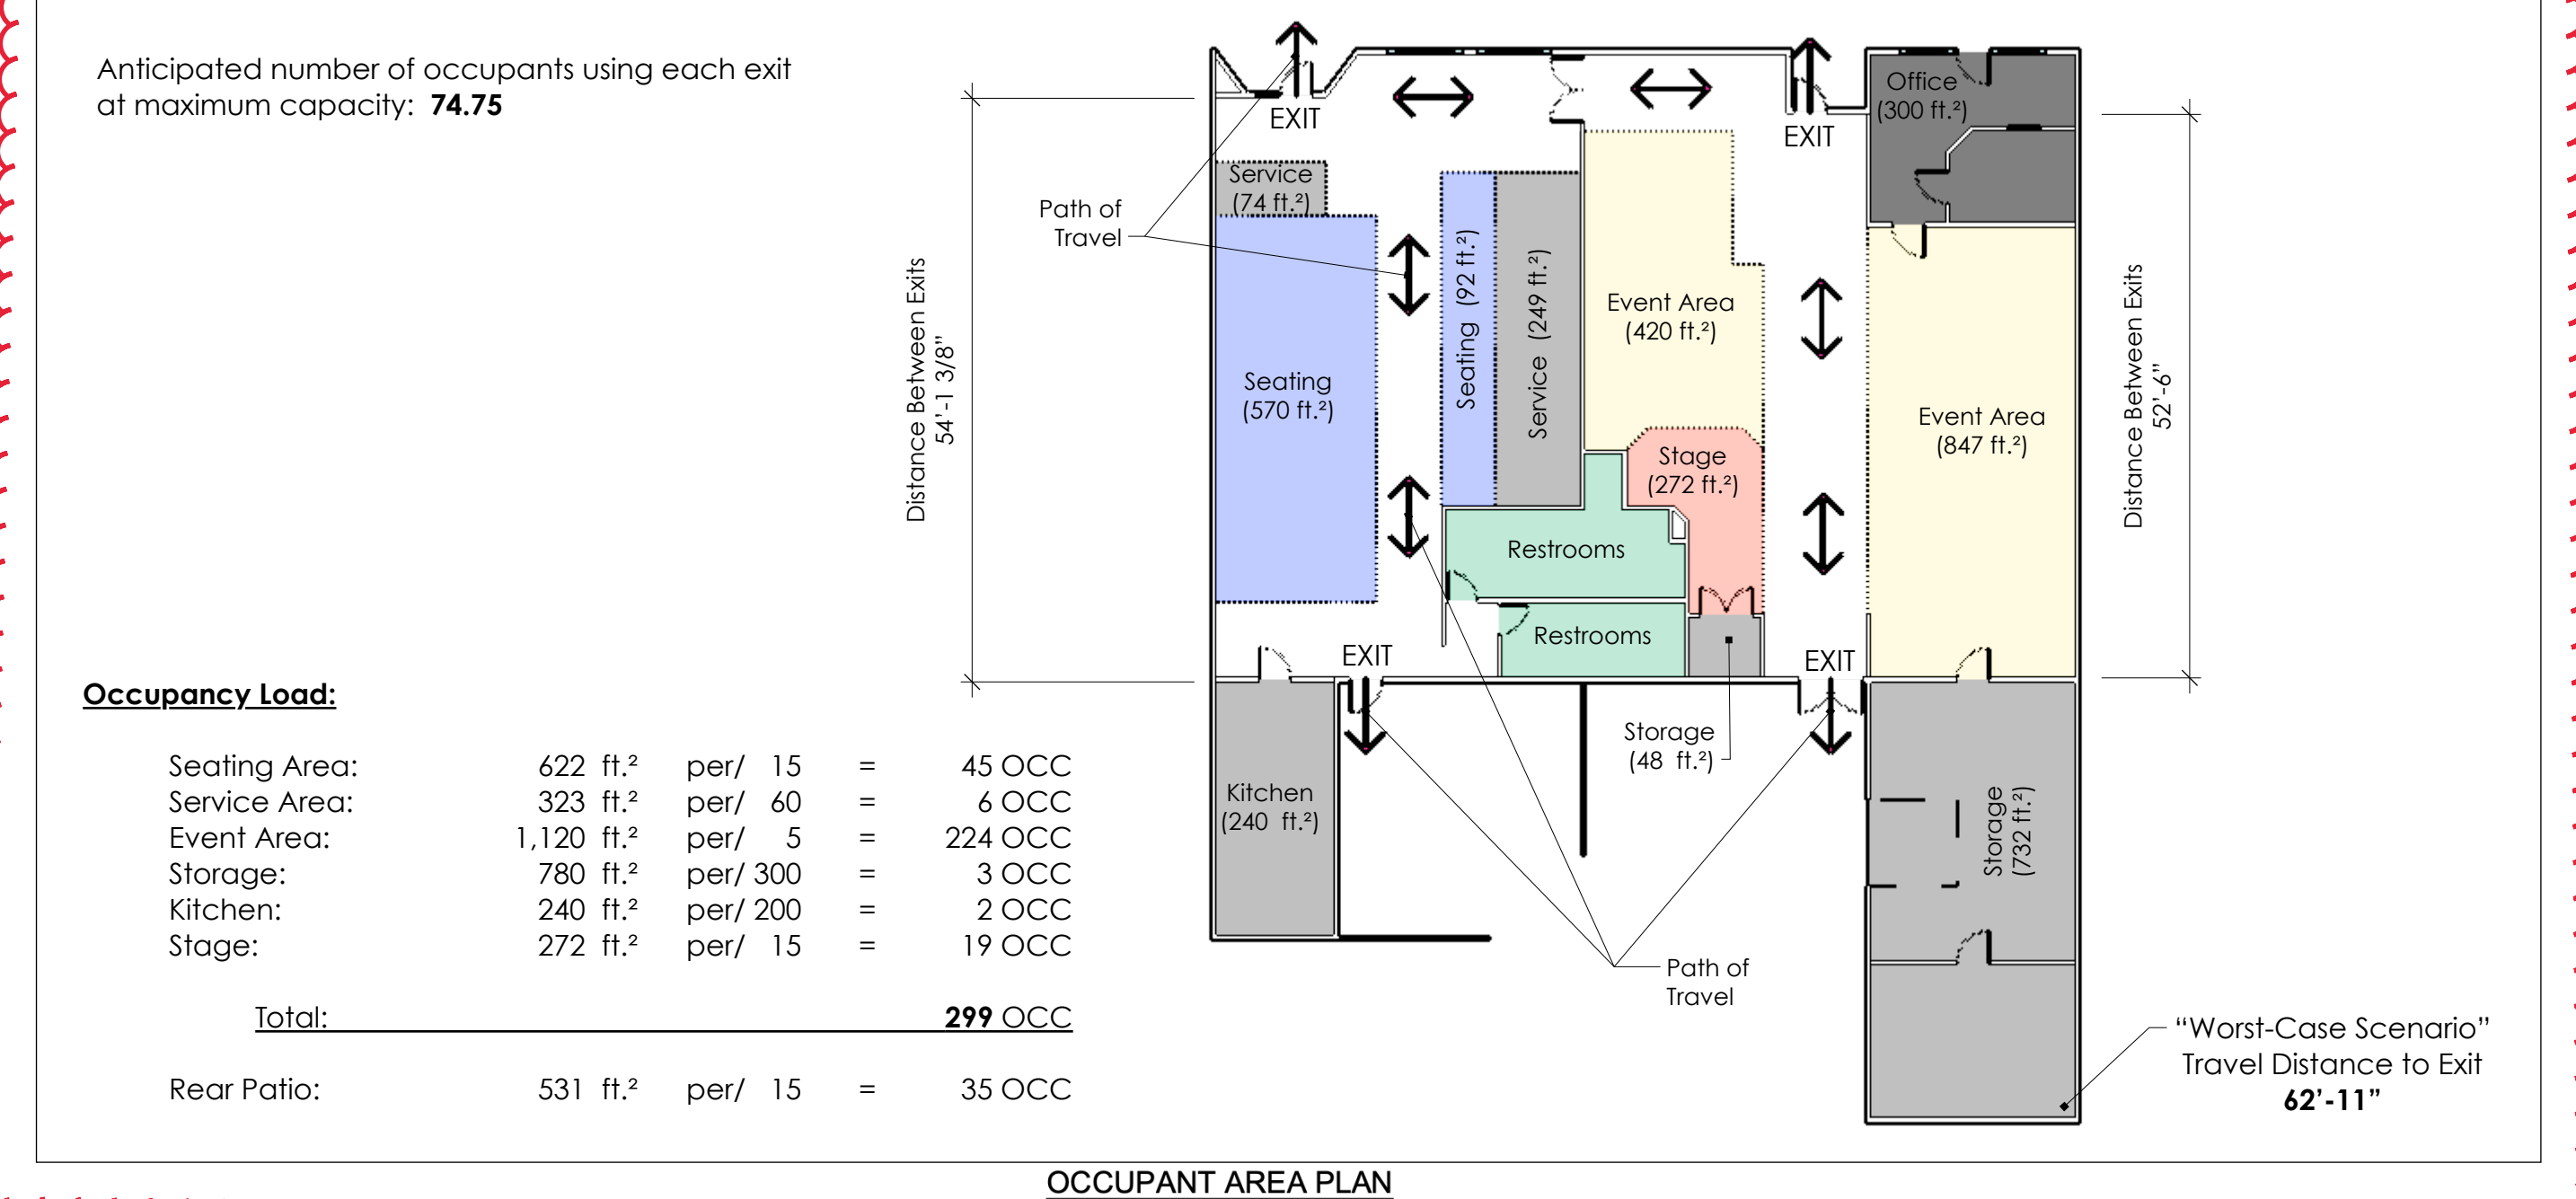 Anticipated number of occupants using each exit
at maximum capacity: 74.75
EXIT
EXIT
Office
(300 ft.²)
Service
(74 ft.²)
Path of
Travel
Distance Between Exits
54'-1 3/8"
Seating
(570 ft.²)
Seating (92 ft.²)
Service (249 ft.²)
Event Area
(420 ft.²)
Stage
(272 ft.²)
Event Area
(847 ft.²)
Distance Between Exits
52'-6"
Restrooms
Restrooms
EXIT
EXIT
Storage
(48 ft.²)
Kitchen
(240 ft.²)
Storage
(732 ft.²)
Path of
Travel
“Worst-Case Scenario”
Travel Distance to Exit
62’-11”
Occupancy Load:
Seating Area: 622 ft.² per/ 15 = 45 OCC
Service Area: 323 ft.² per/ 60 = 6 OCC
Event Area: 1,120 ft.² per/ 5 = 224 OCC
Storage: 780 ft.² per/ 300 = 3 OCC
Kitchen: 240 ft.² per/ 200 = 2 OCC
Stage: 272 ft.² per/ 15 = 19 OCC
Total: 299 OCC
Rear Patio: 531 ft.² per/ 15 = 35 OCC
OCCUPANT AREA PLAN